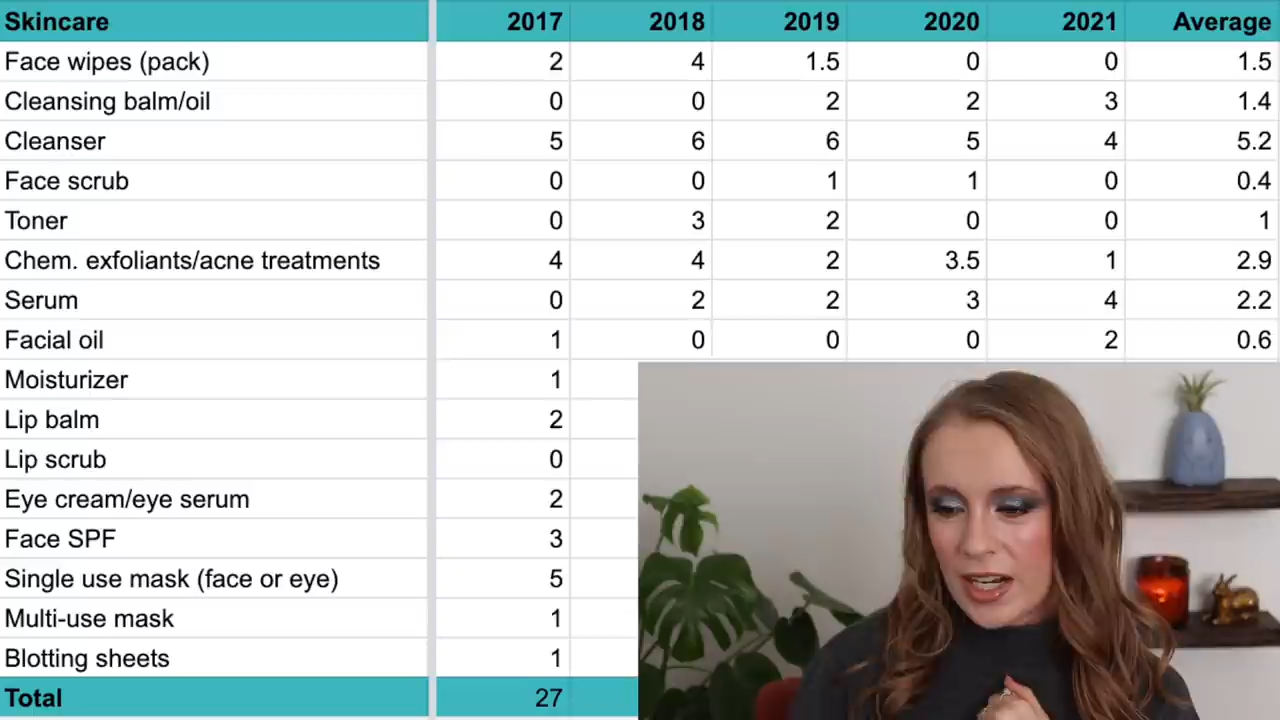 Skincare 2017 2018 2019 2020 2021 Average
Face wipes (pack) 2 4 1.5 0 0 1.5
Cleansing balm/oil 0 0 2 2 3 1.4
Cleanser 5 6 6 5 4 5.2
Face scrub 0 0 1 1 0 0.4
Toner 0 3 2 0 0 1
Chem. exfoliants/acne treatments 4 4 2 3.5 1 2.9
Serum 0 2 2 3 4 2.2
Facial oil 1 0 0 0 2 0.6
Moisturizer 1
Lip balm 2
Lip scrub 0
Eye cream/eye serum 2
Face SPF 3
Single use mask (face or eye) 5
Multi-use mask 1
Blotting sheets 1
Total 27